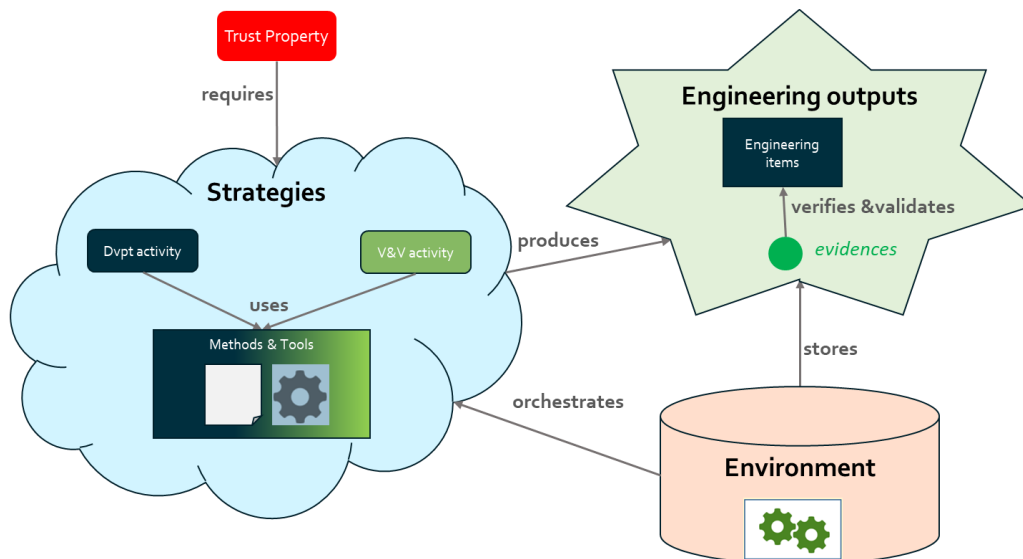 Trust Property
requires
Engineering outputs
Engineering
items
verifies &validates
evidences
Strategies
Dvpt activity
V&V activity
produces
uses
Methods & Tools
stores
orchestrates
Environment